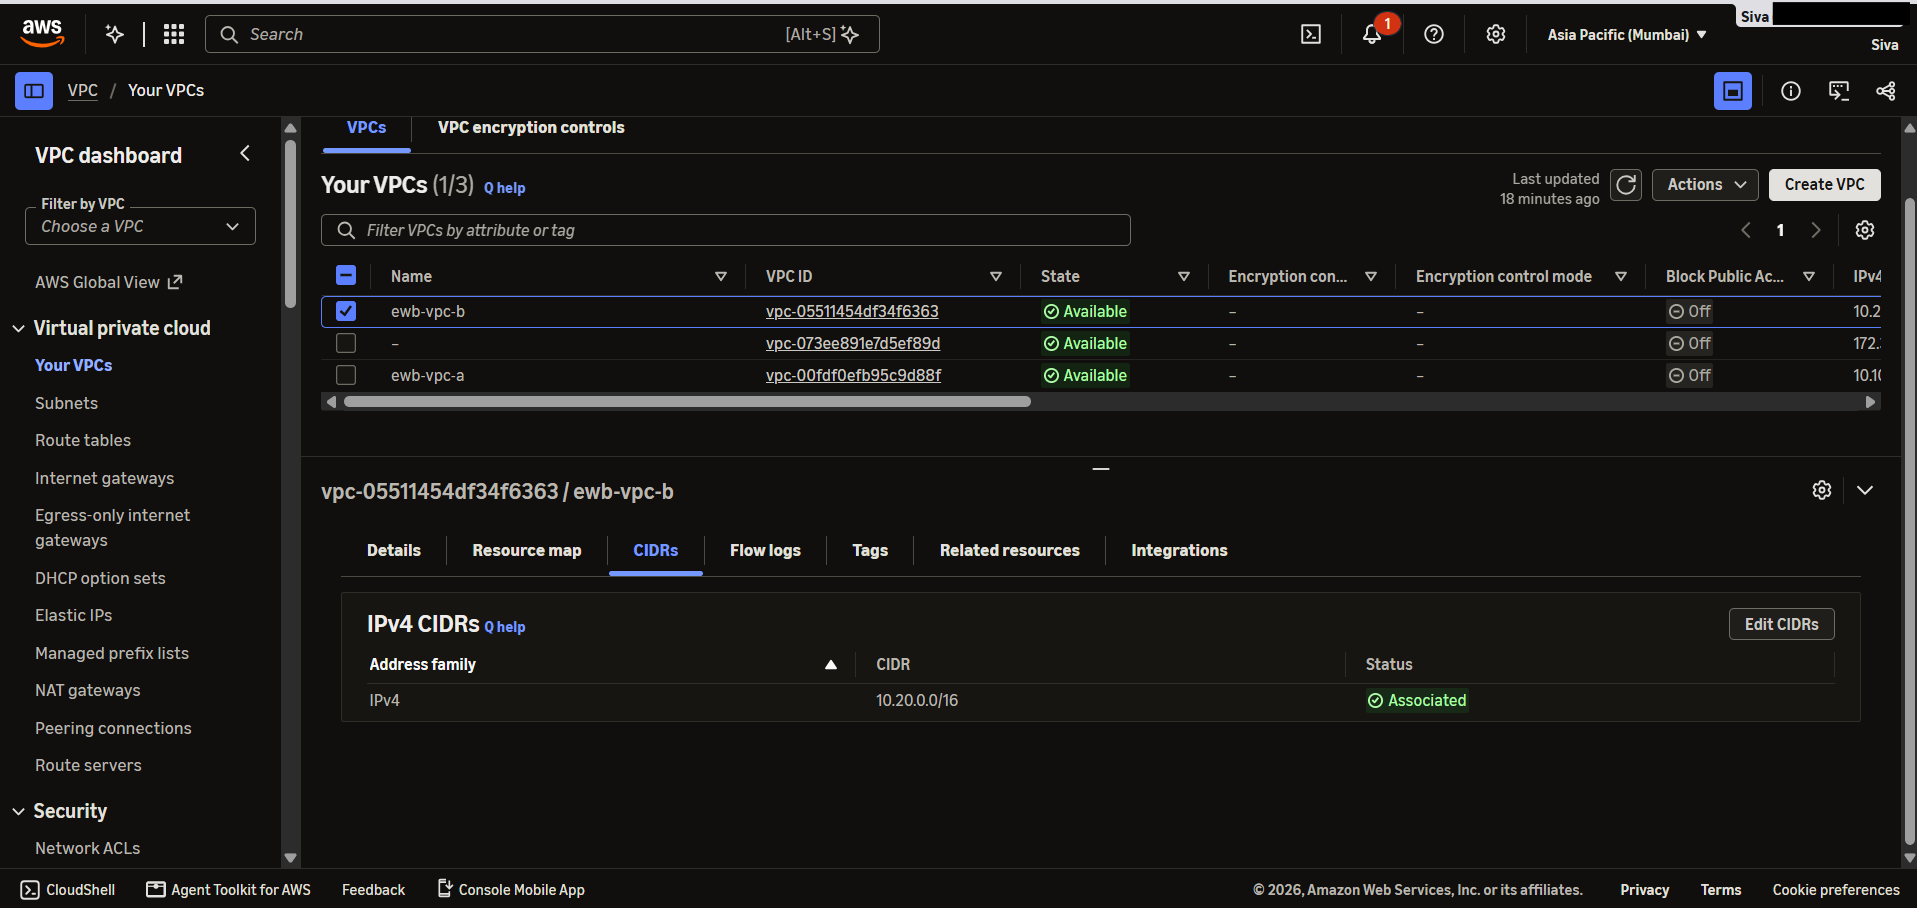 aws
Search
[Alt+S]
1
Asia Pacific (Mumbai)
Siva
Siva
VPC / Your VPCs
VPC dashboard
Filter by VPC
Choose a VPC
AWS Global View
Virtual private cloud
Your VPCs
Subnets
Route tables
Internet gateways
Egress-only internet
gateways
DHCP option sets
Elastic IPs
Managed prefix lists
NAT gateways
Peering connections
Route servers
Security
Network ACLs
VPCs
VPC encryption controls
Your VPCs (1/3) Q help
Last updated
18 minutes ago
Actions
Create VPC
Filter VPCs by attribute or tag
1
Name VPC ID State Encryption con... Encryption control mode Block Public Ac... IPv4
ewb-vpc-b vpc-05511454df34f6363 Available – – Off 10.2
– vpc-073ee891e7d5ef89d Available – – Off 172.
ewb-vpc-a vpc-00fdf0efb95c9d88f Available – – Off 10.10
vpc-05511454df34f6363 / ewb-vpc-b
Details Resource map CIDRs Flow logs Tags Related resources Integrations
IPv4 CIDRs Q help
Edit CIDRs
Address family CIDR Status
IPv4 10.20.0.0/16 Associated
CloudShell Agent Toolkit for AWS Feedback Console Mobile App © 2026, Amazon Web Services, Inc. or its affiliates. Privacy Terms Cookie preferences